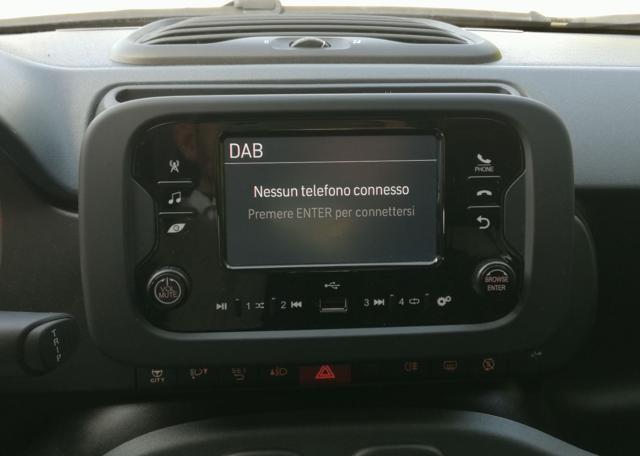 DAB
PHONE
Nessun telefono connesso
Premere ENTER per connettersi
VOL
MUTE
BROWSE
ENTER
1
2
3
4
TRIP
CITY
SET